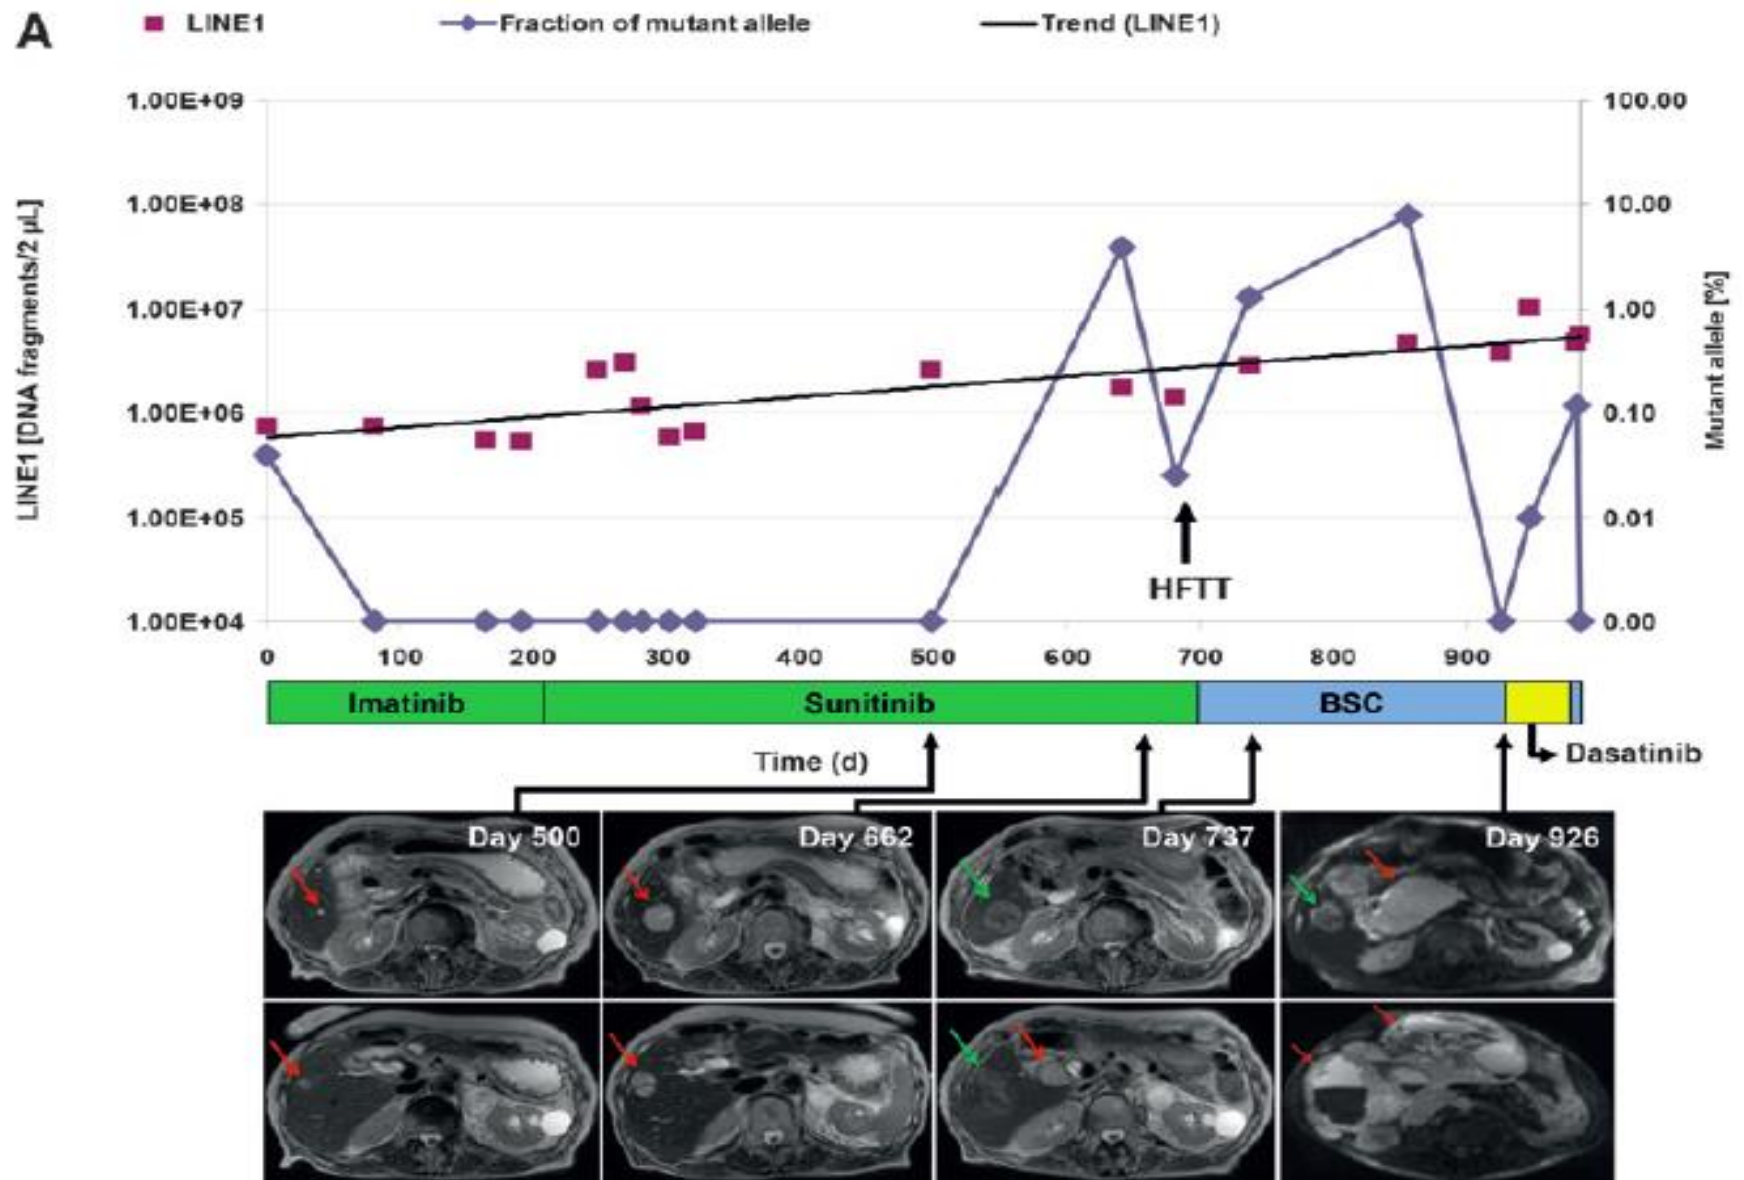 A
LINE1
Fraction of mutant allele
Trend (LINE1)
LINE1 [DNA fragments/2 µL]
1.00E+09
1.00E+08
1.00E+07
1.00E+06
1.00E+05
1.00E+04
100.00
10.00
1.00
0.10
0.01
0.00
Mutant allele [%]
HFTT
0 100 200 300 400 500 600 700 800 900
Imatinib
Sunitinib
BSC
Time (d)
Dasatinib
Day 500
Day 662
Day 737
Day 926